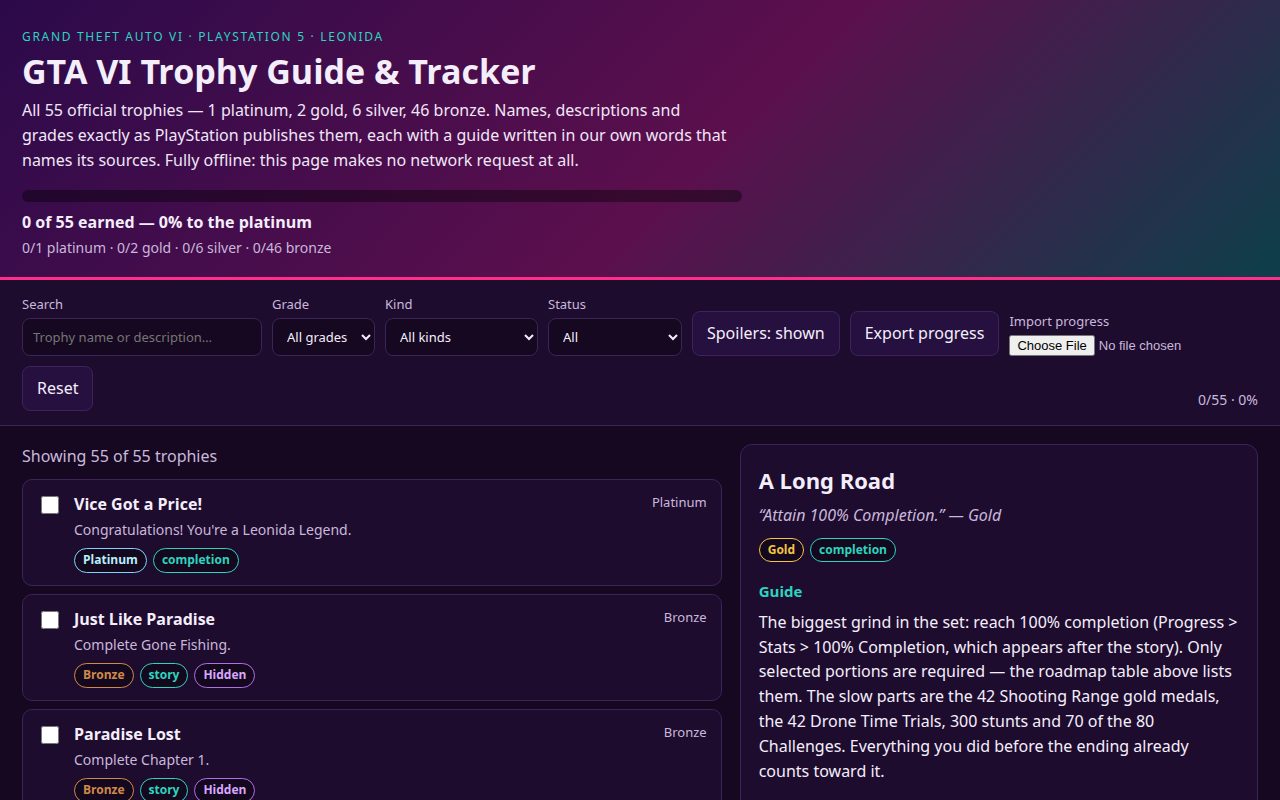 GRAND THEFT AUTO VI · PLAYSTATION 5 · LEONIDA
GTA VI Trophy Guide & Tracker
All 55 official trophies — 1 platinum, 2 gold, 6 silver, 46 bronze. Names, descriptions and
grades exactly as PlayStation publishes them, each with a guide written in our own words that
names its sources. Fully offline: this page makes no network request at all.
0 of 55 earned — 0% to the platinum
0/1 platinum · 0/2 gold · 0/6 silver · 0/46 bronze
Search
Grade
Kind
Status
Trophy name or description...
All grades
All kinds
All
Spoilers: shown
Export progress
Import progress
Choose File No file chosen
Reset
0/55 · 0%
Showing 55 of 55 trophies
Vice Got a Price!
Platinum
Congratulations! You're a Leonida Legend.
Platinum
completion
Just Like Paradise
Bronze
Complete Gone Fishing.
Bronze
story
Hidden
Paradise Lost
Bronze
Complete Chapter 1.
Bronze
story
Hidden
A Long Road
“Attain 100% Completion.” — Gold
Gold
completion
Guide
The biggest grind in the set: reach 100% completion (Progress >
Stats > 100% Completion, which appears after the story). Only
selected portions are required — the roadmap table above lists
them. The slow parts are the 42 Shooting Range gold medals,
the 42 Drone Time Trials, 300 stunts and 70 of the 80
Challenges. Everything you did before the ending already
counts toward it.